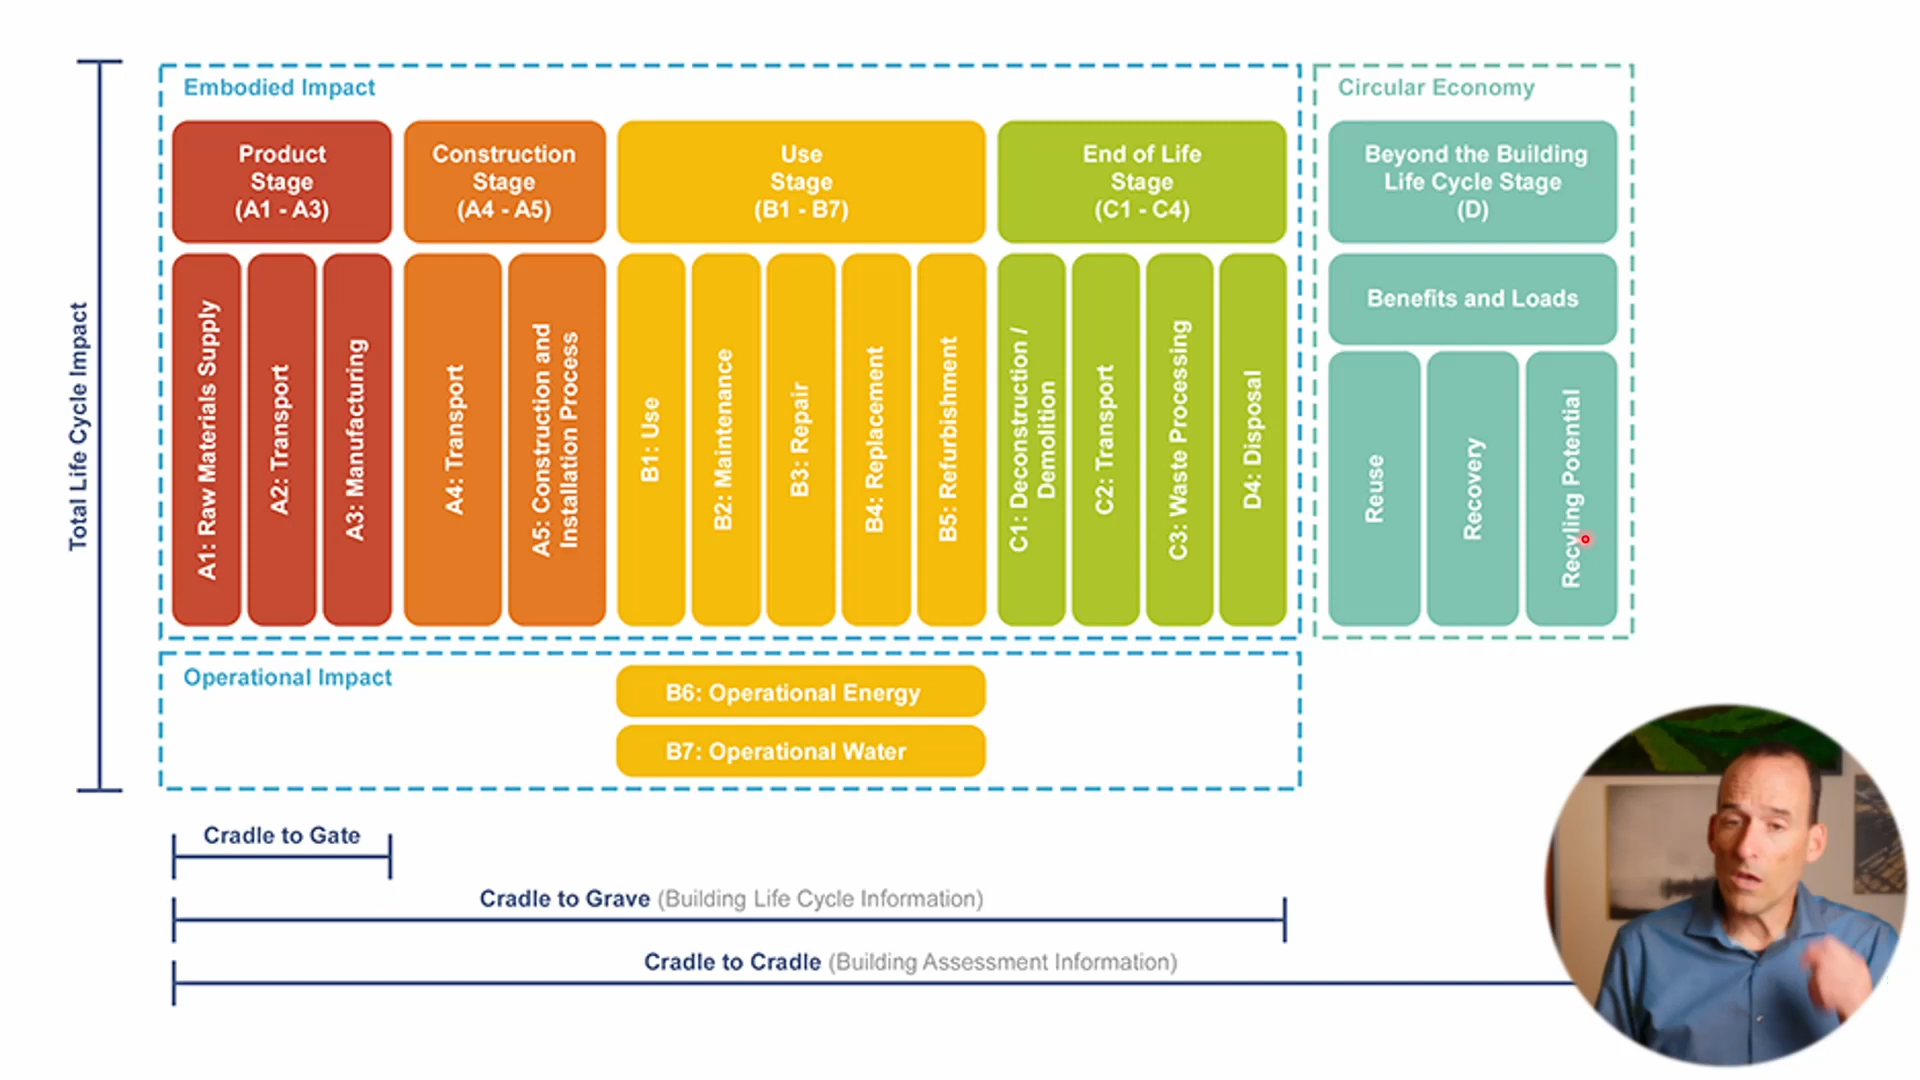 Total Life Cycle Impact
Embodied Impact
Product
Stage
(A1 - A3)
Construction
Stage
(A4 - A5)
Use
Stage
(B1 - B7)
End of Life
Stage
(C1 - C4)
A1: Raw Materials Supply
A2: Transport
A3: Manufacturing
A4: Transport
A5: Construction and
Installation Process
B1: Use
B2: Maintenance
B3: Repair
B4: Replacement
B5: Refurbishment
C1: Deconstruction /
Demolition
C2: Transport
C3: Waste Processing
D4: Disposal
Circular Economy
Beyond the Building
Life Cycle Stage
(D)
Benefits and Loads
Reuse
Recovery
Recyling Potential
Operational Impact
B6: Operational Energy
B7: Operational Water
Cradle to Gate
Cradle to Grave (Building Life Cycle Information)
Cradle to Cradle (Building Assessment Information)